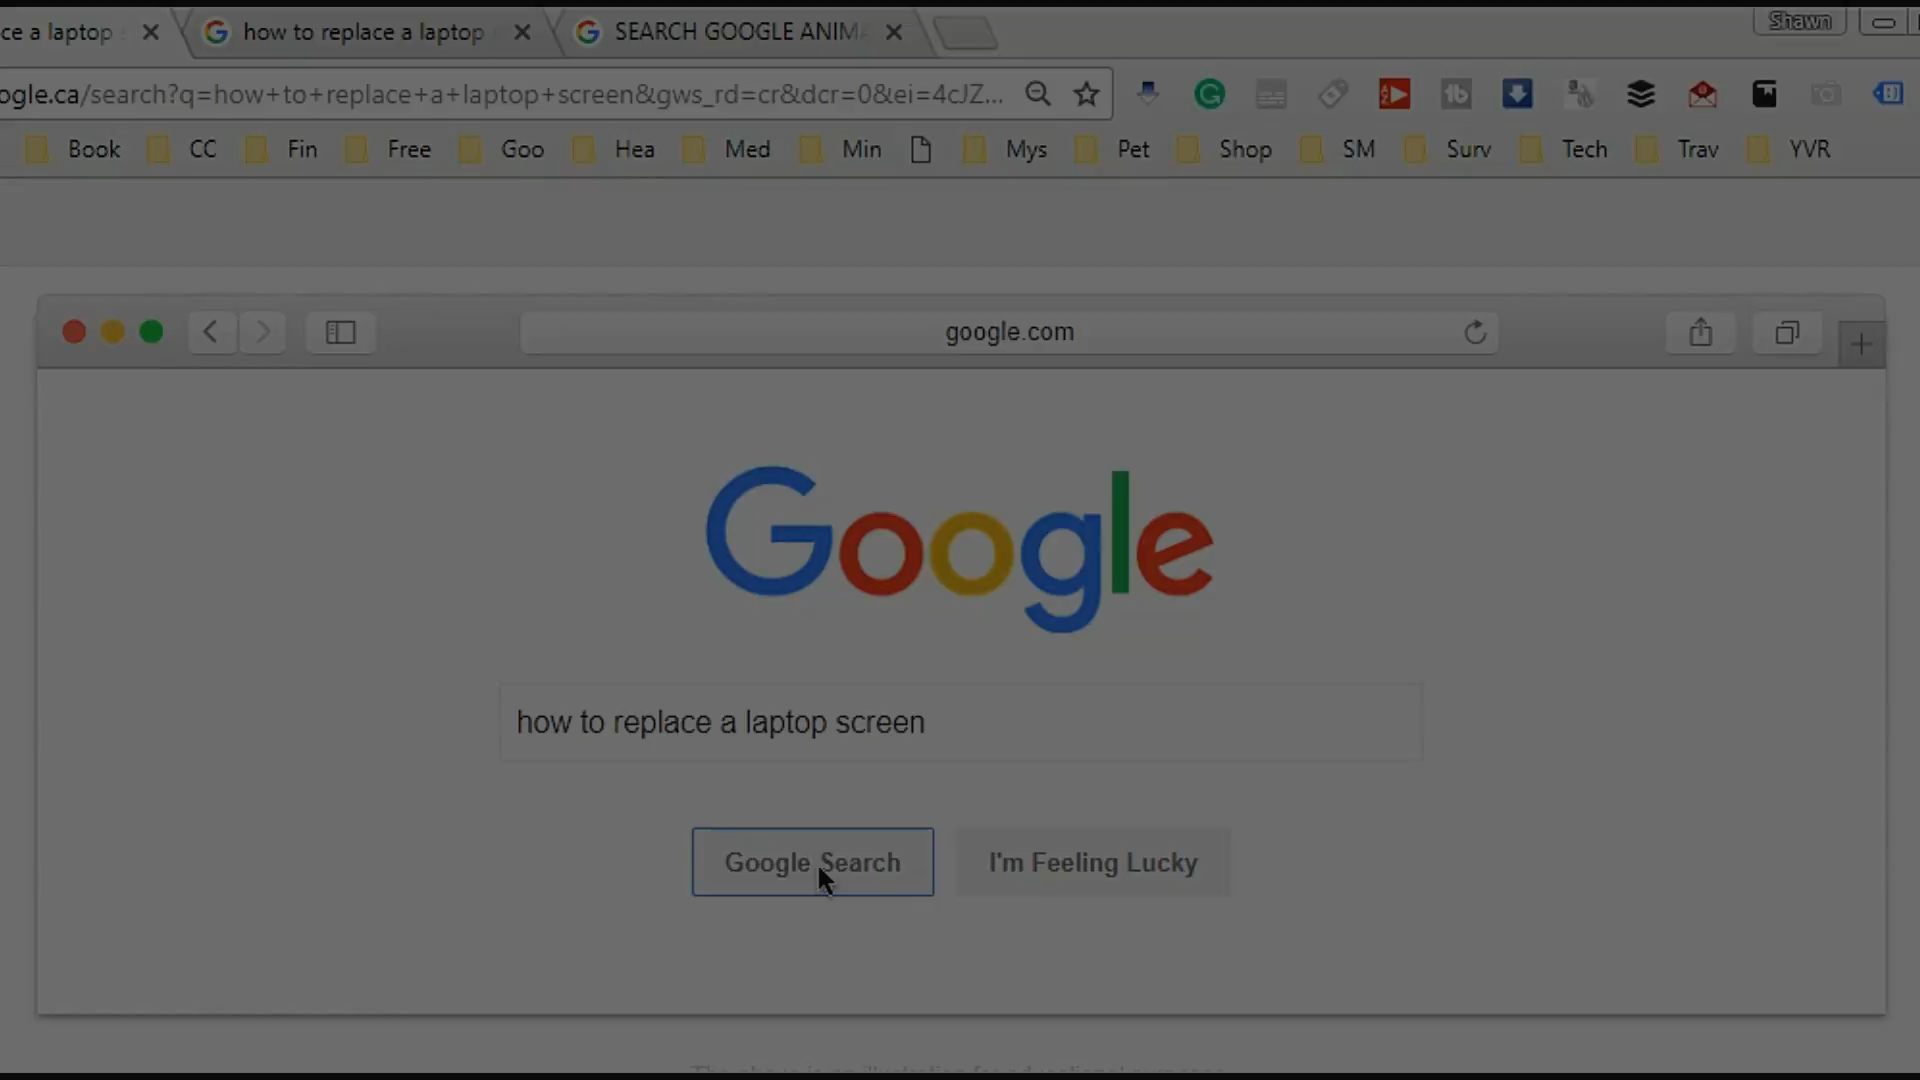 ce a laptop
how to replace a laptop
SEARCH GOOGLE ANIMA
Shawn
ogle.ca/search?q=how+to+replace+a+laptop+screen&gws_rd=cr&dcr=0&ei=4cJZ...
Book CC Fin Free Goo Hea Med Min Mys Pet Shop SM Surv Tech Trav YVR
google.com
Google
how to replace a laptop screen
Google Search
I'm Feeling Lucky